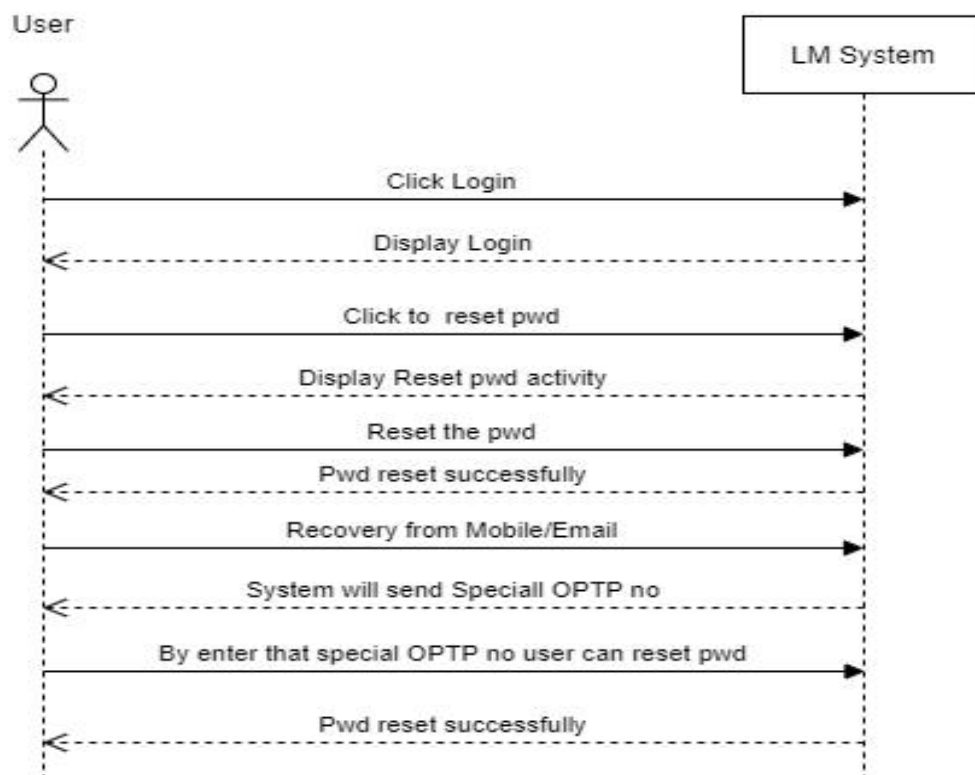 User
LM System
Click Login
Display Login
Click to reset pwd
Display Reset pwd activity
Reset the pwd
Pwd reset successfully
Recovery from Mobile/Email
System will send Speciall OPTP no
By enter that special OPTP no user can reset pwd
Pwd reset successfully